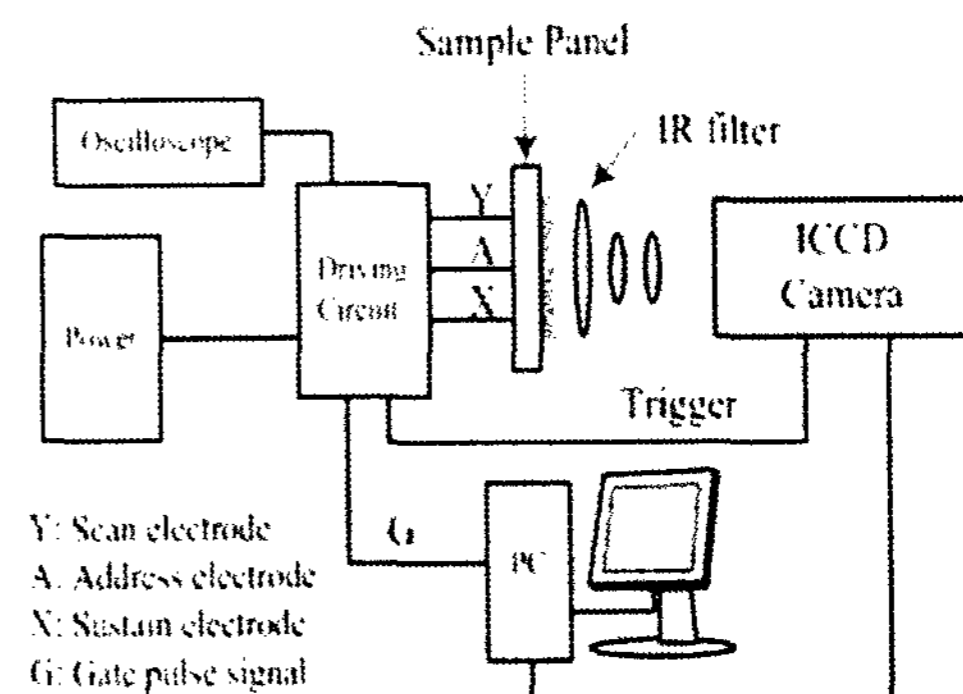 Sample Panel
IR filter
Oscilloscope
Y
ICCD
Camera
A
Driving
Circuit
X
Power
Trigger
G
PC
Y: Scan electrode
A: Address electrode
X: Sustain electrode
G: Gate pulse signal